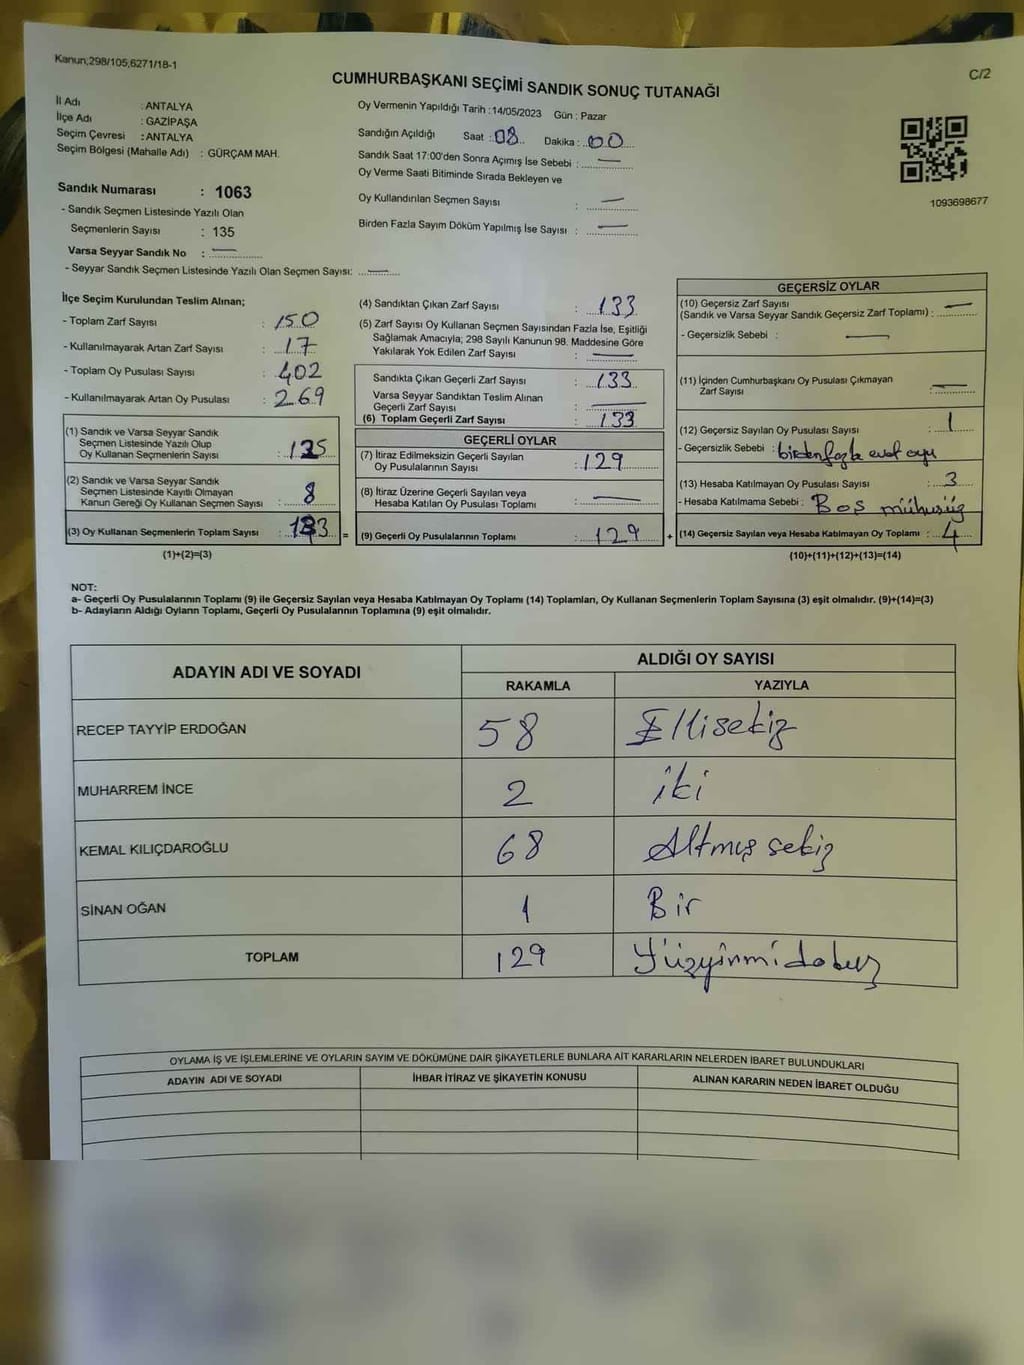 Kanun;298/105,6271/18-1
C/2
CUMHURBAŞKANI SEÇİMİ SANDIK SONUÇ TUTANAĞI
İl Adı : ANTALYA
İlçe Adı : GAZİPAŞA
Seçim Çevresi : ANTALYA
Seçim Bölgesi (Mahalle Adı) : GÜRÇAM MAH.
Sandık Numarası : 1063
- Sandık Seçmen Listesinde Yazılı Olan
Seçmenlerin Sayısı : 135
Varsa Seyyar Sandık No : —
- Seyyar Sandık Seçmen Listesinde Yazılı Olan Seçmen Sayısı: —
Oy Vermenin Yapıldığı Tarih : 14/05/2023 Gün : Pazar
Sandığın Açıldığı Saat : 08 Dakika : 00
Sandık Saat 17:00'den Sonra Açımış İse Sebebi : —
Oy Verme Saati Bitiminde Sırada Bekleyen ve
Oy Kullandırılan Seçmen Sayısı : —
Birden Fazla Sayım Döküm Yapılmış İse Sayısı : —
1093698677
İlçe Seçim Kurulundan Teslim Alınan;
- Toplam Zarf Sayısı : 150
- Kullanılmayarak Artan Zarf Sayısı : 17
- Toplam Oy Pusulası Sayısı : 402
- Kullanılmayarak Artan Oy Pusulası : 269
(1) Sandık ve Varsa Seyyar Sandık
Seçmen Listesinde Yazılı Olup
Oy Kullanan Seçmenlerin Sayısı : 125
(2) Sandık ve Varsa Seyyar Sandık
Seçmen Listesinde Kayıtlı Olmayan
Kanun Gereği Oy Kullanan Seçmen Sayısı : 8
(3) Oy Kullanan Seçmenlerin Toplam Sayısı : 133 =
(1)+(2)=(3)
(4) Sandıktan Çıkan Zarf Sayısı : 133
(5) Zarf Sayısı Oy Kullanan Seçmen Sayısından Fazla İse, Eşitliği
Sağlamak Amacıyla; 298 Sayılı Kanunun 98. Maddesine Göre
Yakılarak Yok Edilen Zarf Sayısı : —
Sandıkta Çıkan Geçerli Zarf Sayısı : 133
Varsa Seyyar Sandıktan Teslim Alınan
Geçerli Zarf Sayısı : —
(6) Toplam Geçerli Zarf Sayısı : 133
GEÇERLİ OYLAR
(7) İtiraz Edilmeksizin Geçerli Sayılan
Oy Pusulalarının Sayısı : 129
(8) İtiraz Üzerine Geçerli Sayılan veya
Hesaba Katılan Oy Pusulası Toplamı : —
(9) Geçerli Oy Pusulalarının Toplamı : 129 +
GEÇERSİZ OYLAR
(10) Geçersiz Zarf Sayısı
(Sandık ve Varsa Seyyar Sandık Geçersiz Zarf Toplamı) : —
- Geçersizlik Sebebi : —
(11) İçinden Cumhurbaşkanı Oy Pusulası Çıkmayan
Zarf Sayısı : —
(12) Geçersiz Sayılan Oy Pusulası Sayısı : 1
- Geçersizlik Sebebi : birden fazla evet oyu
(13) Hesaba Katılmayan Oy Pusulası Sayısı : 3
- Hesaba Katılmama Sebebi : Boş mühürsüz
(14) Geçersiz Sayılan veya Hesaba Katılmayan Oy Toplamı : 4
(10)+(11)+(12)+(13)=(14)
NOT:
a- Geçerli Oy Pusulalarının Toplamı (9) ile Geçersiz Sayılan veya Hesaba Katılmayan Oy Toplamı (14) Toplamları, Oy Kullanan Seçmenlerin Toplam Sayısına (3) eşit olmalıdır. (9)+(14)=(3)
b- Adayların Aldığı Oyların Toplamı, Geçerli Oy Pusulalarının Toplamına (9) eşit olmalıdır.
ADAYIN ADI VE SOYADI ALDIĞI OY SAYISI
RAKAMLA YAZIYLA
RECEP TAYYİP ERDOĞAN 58 Ellisekiz
MUHARREM İNCE 2 iki
KEMAL KILIÇDAROĞLU 68 Altmış sekiz
SİNAN OĞAN 1 Bir
TOPLAM 129 Yüzyirmidokuz
OYLAMA İŞ VE İŞLEMLERİNE VE OYLARIN SAYIM VE DÖKÜMÜNE DAİR ŞİKAYETLERLE BUNLARA AİT KARARLARIN NELERDEN İBARET BULUNDUKLARI
ADAYIN ADI VE SOYADI İHBAR İTİRAZ VE ŞİKAYETİN KONUSU ALINAN KARARIN NEDEN İBARET OLDUĞU